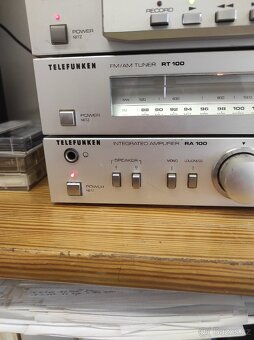 RECORD
POWER
NETZ
TELEFUNKEN FM/AM TUNER RT 100
88 90 92 94 96 98 100
POWER
NETZ
TELEFUNKEN INTEGRATED AMPLIFIER RA 100
SPEAKER MONO LOUDNESS
A B
POWER
NETZ